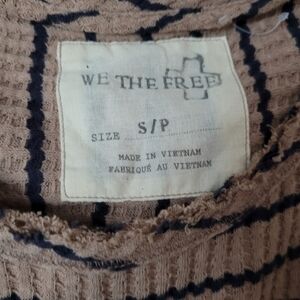 WE THE FREE
SIZE S/P
MADE IN VIETNAM
FABRIQUÉ AU VIETNAM